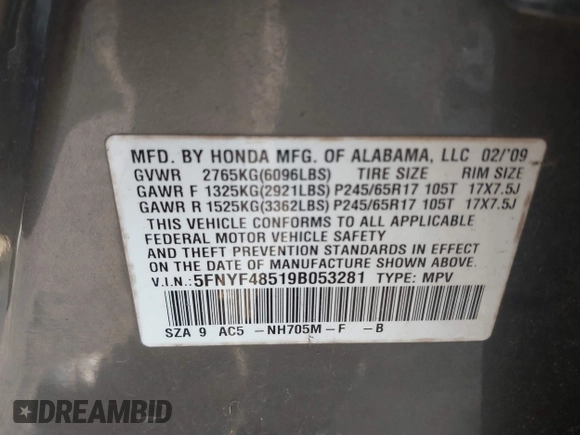 MFD. BY HONDA MFG. OF ALABAMA, LLC 02/'09
GVWR 2765KG(6096LBS) TIRE SIZE RIM SIZE
GAWR F 1325KG(2921LBS) P245/65R17 105T 17X7.5J
GAWR R 1525KG(3362LBS) P245/65R17 105T 17X7.5J
THIS VEHICLE CONFORMS TO ALL APPLICABLE
FEDERAL MOTOR VEHICLE SAFETY
AND THEFT PREVENTION STANDARDS IN EFFECT
ON THE DATE OF MANUFACTURE SHOWN ABOVE.
V.I.N.: 5FNYF48519B053281 TYPE: MPV
SZA 9 AC5 -NH705M-F -B
DREAMBID